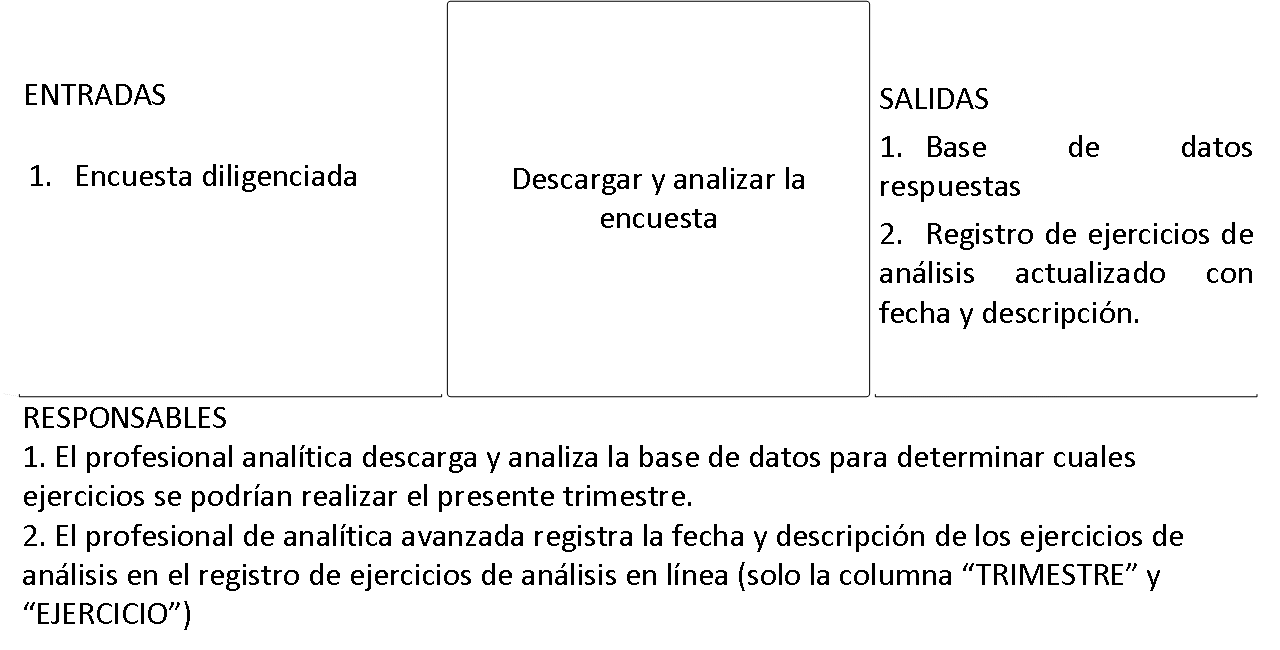 ENTRADAS
1. Encuesta diligenciada
Descargar y analizar la
encuesta
SALIDAS
1. Base de datos
respuestas
2. Registro de ejercicios de
análisis actualizado con
fecha y descripción.
RESPONSABLES
1. El profesional analítica descarga y analiza la base de datos para determinar cuales
ejercicios se podrían realizar el presente trimestre.
2. El profesional de analítica avanzada registra la fecha y descripción de los ejercicios de
análisis en el registro de ejercicios de análisis en línea (solo la columna “TRIMESTRE” y
“EJERCICIO”)